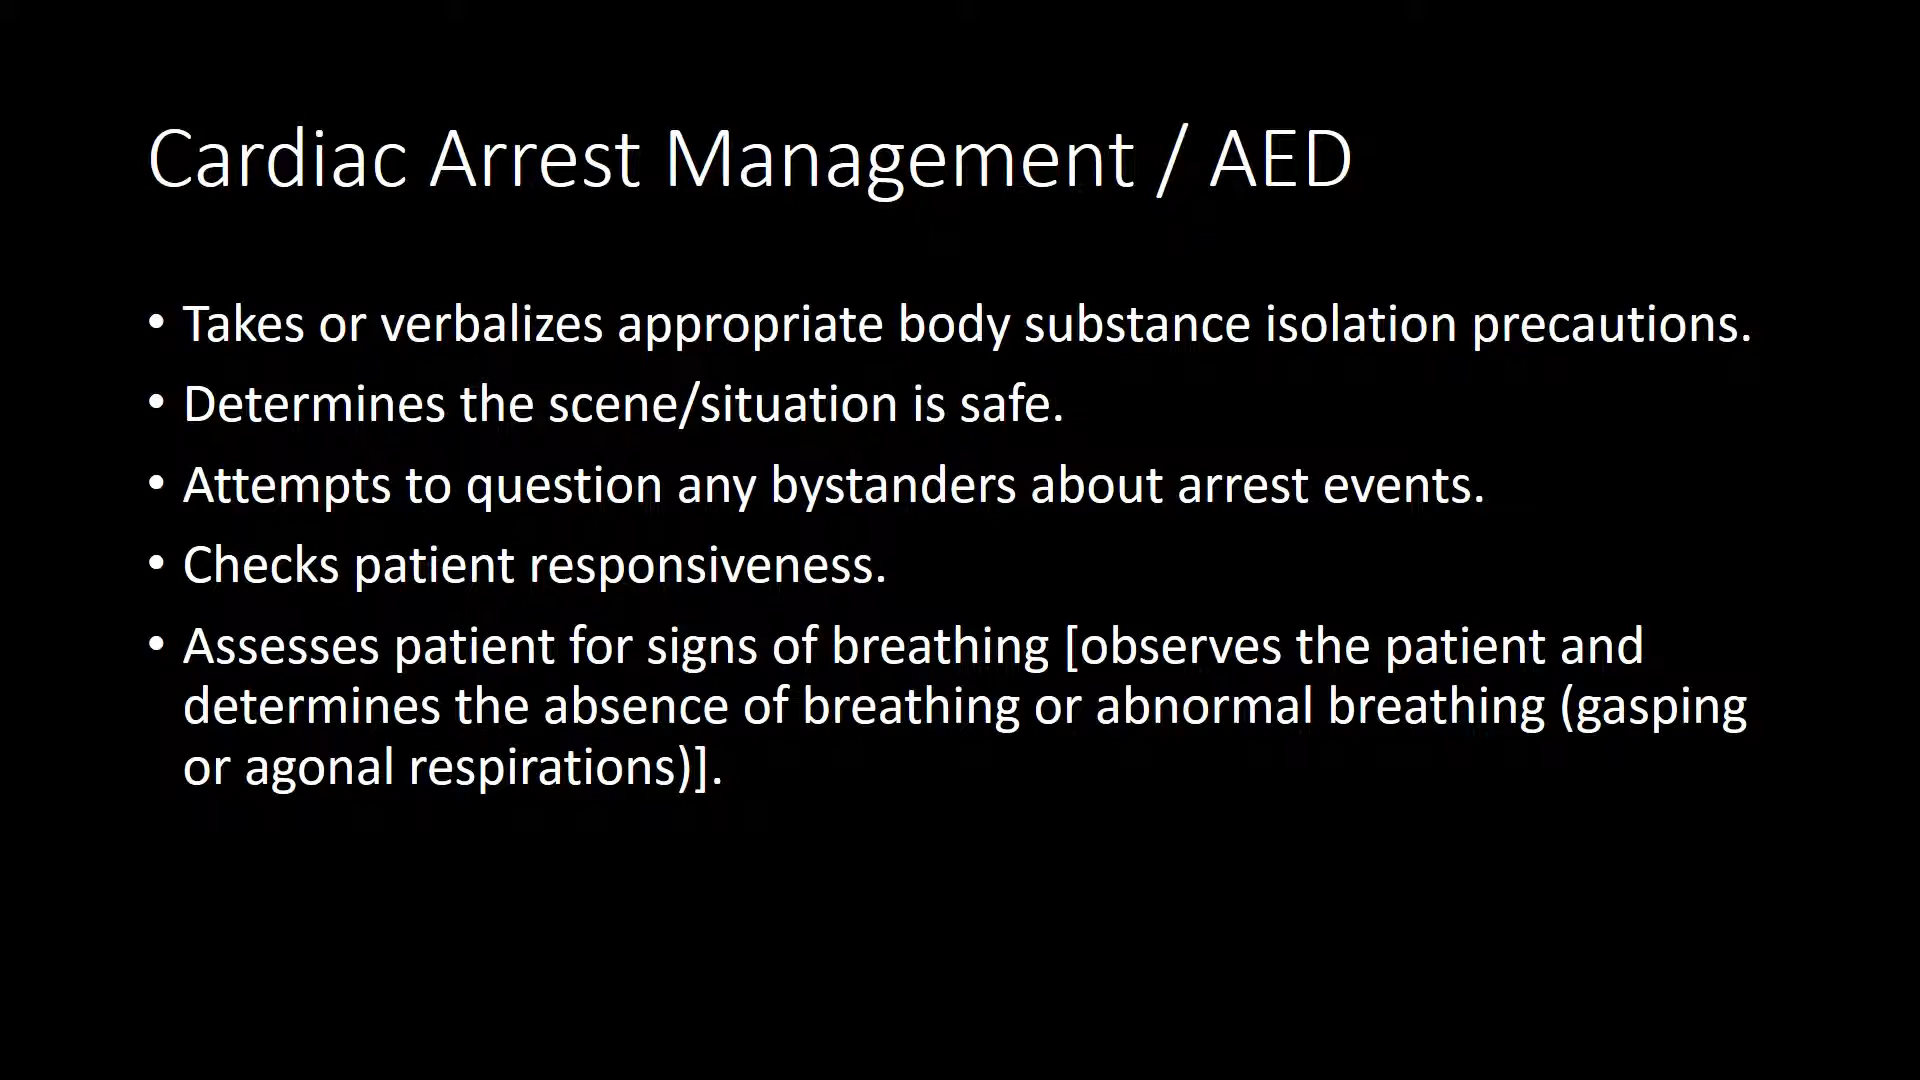 Cardiac Arrest Management / AED
• Takes or verbalizes appropriate body substance isolation precautions.
• Determines the scene/situation is safe.
• Attempts to question any bystanders about arrest events.
• Checks patient responsiveness.
• Assesses patient for signs of breathing [observes the patient and
determines the absence of breathing or abnormal breathing (gasping
or agonal respirations)].